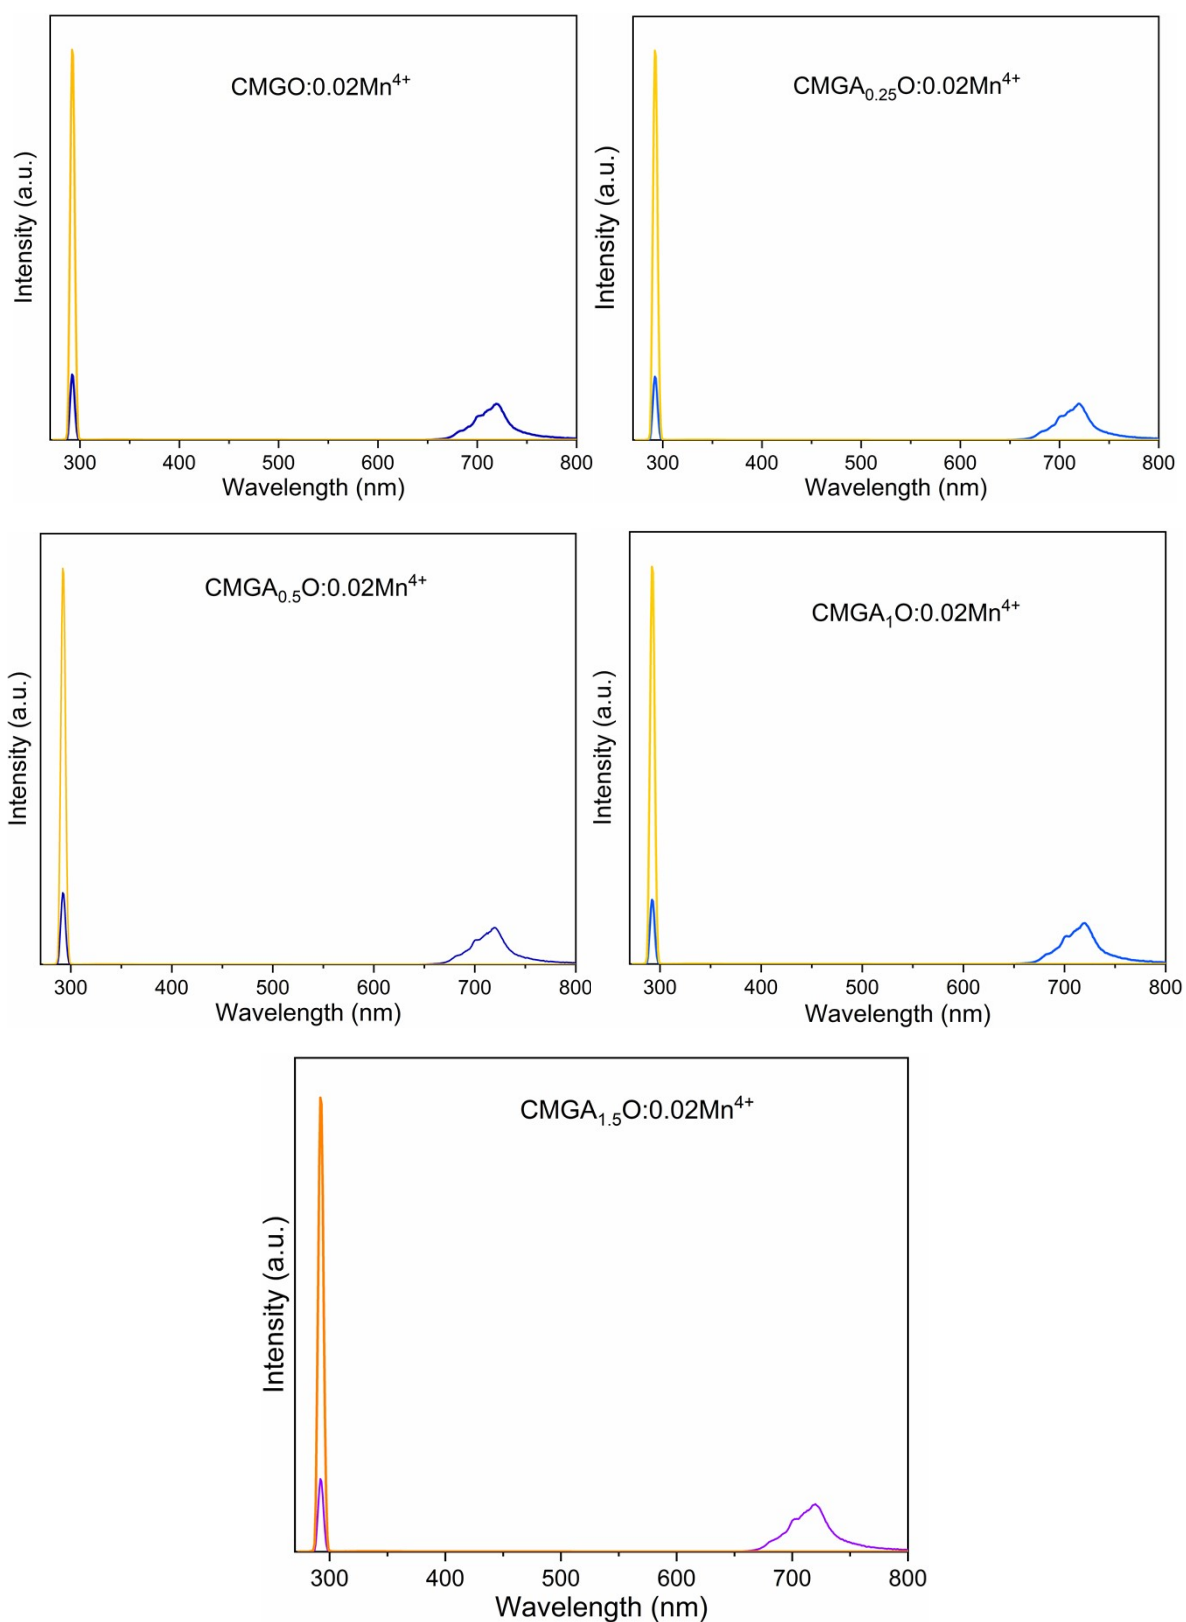 CMGO:0.02Mn⁴⁺
Intensity (a.u.)
300 400 500 600 700 800
Wavelength (nm)
CMGA₀.₂₅O:0.02Mn⁴⁺
Intensity (a.u.)
300 400 500 600 700 800
Wavelength (nm)
CMGA₀.₅O:0.02Mn⁴⁺
Intensity (a.u.)
300 400 500 600 700 800
Wavelength (nm)
CMGA₁O:0.02Mn⁴⁺
Intensity (a.u.)
300 400 500 600 700 800
Wavelength (nm)
CMGA₁.₅O:0.02Mn⁴⁺
Intensity (a.u.)
300 400 500 600 700 800
Wavelength (nm)